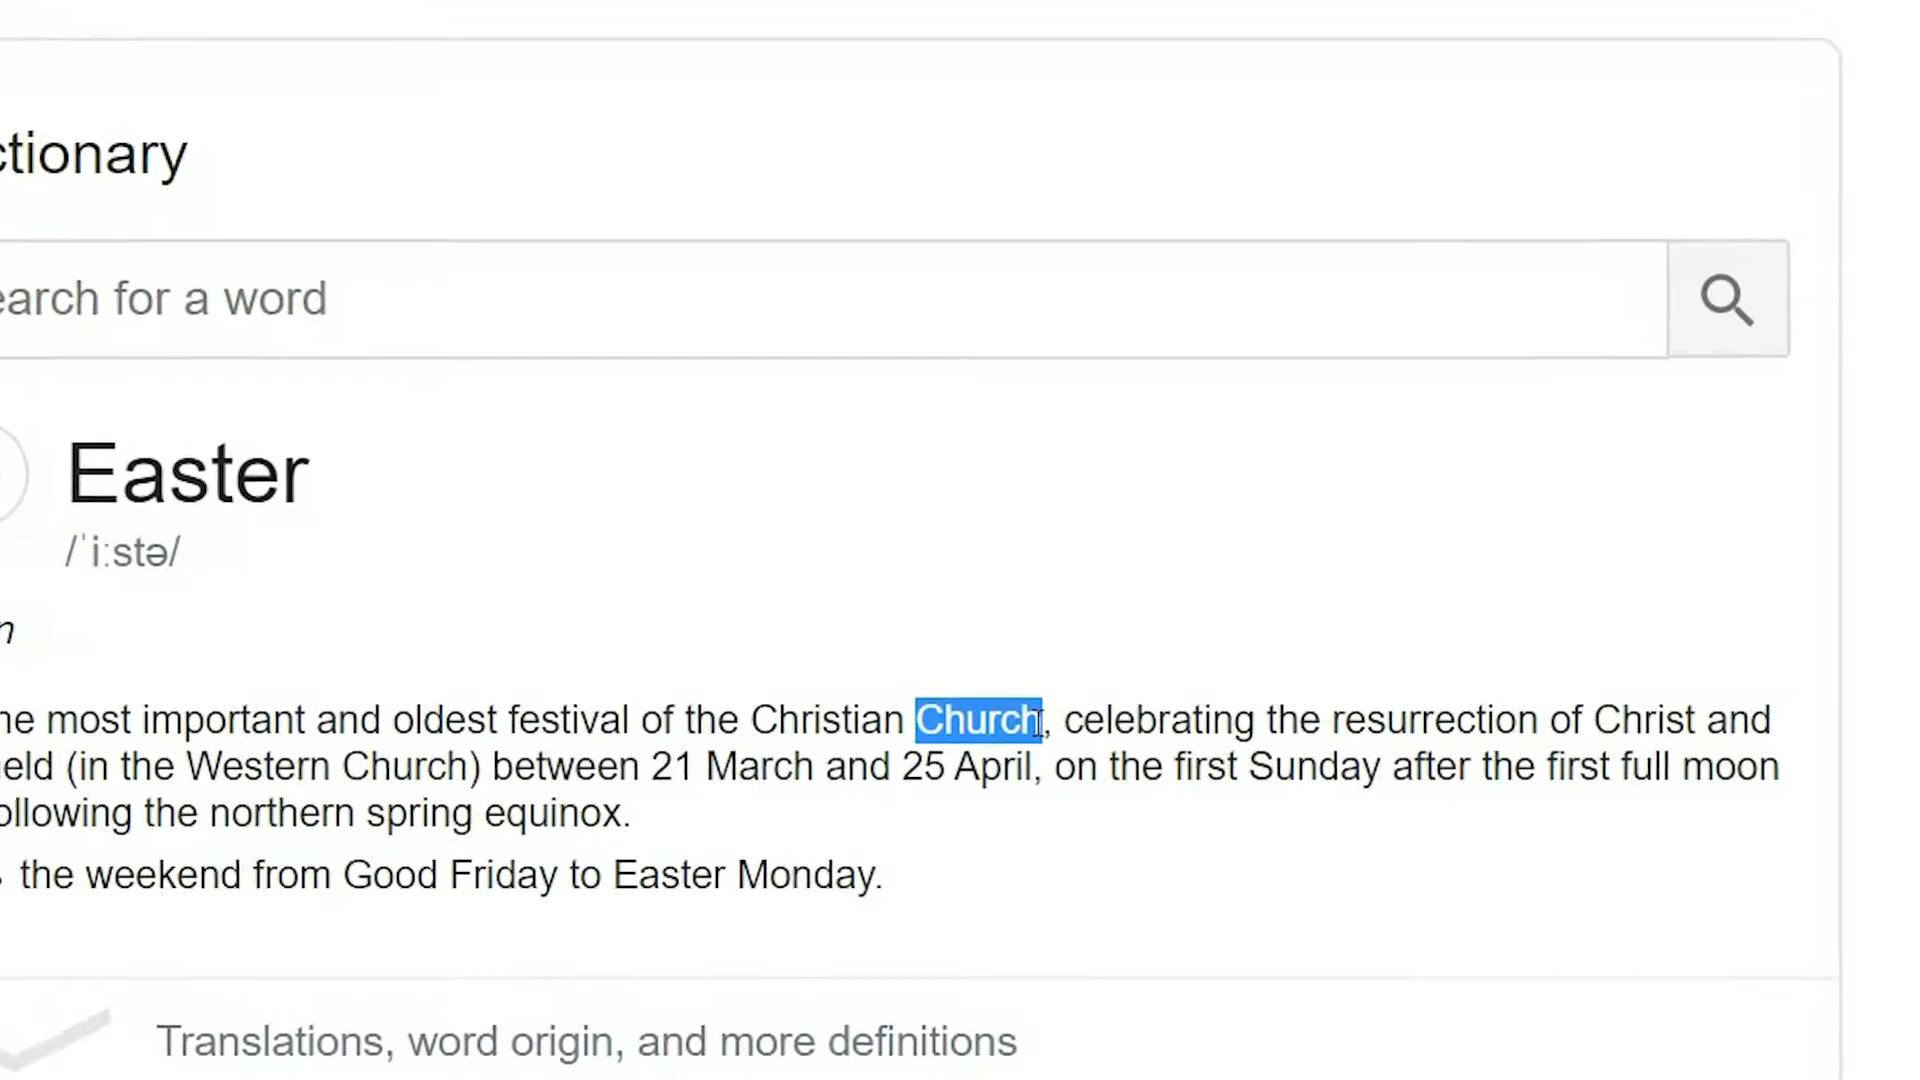 ctionary
earch for a word
Easter
/ˈiːstə/
n
he most important and oldest festival of the Christian Church, celebrating the resurrection of Christ and
eld (in the Western Church) between 21 March and 25 April, on the first Sunday after the first full moon
ollowing the northern spring equinox.
the weekend from Good Friday to Easter Monday.
Translations, word origin, and more definitions